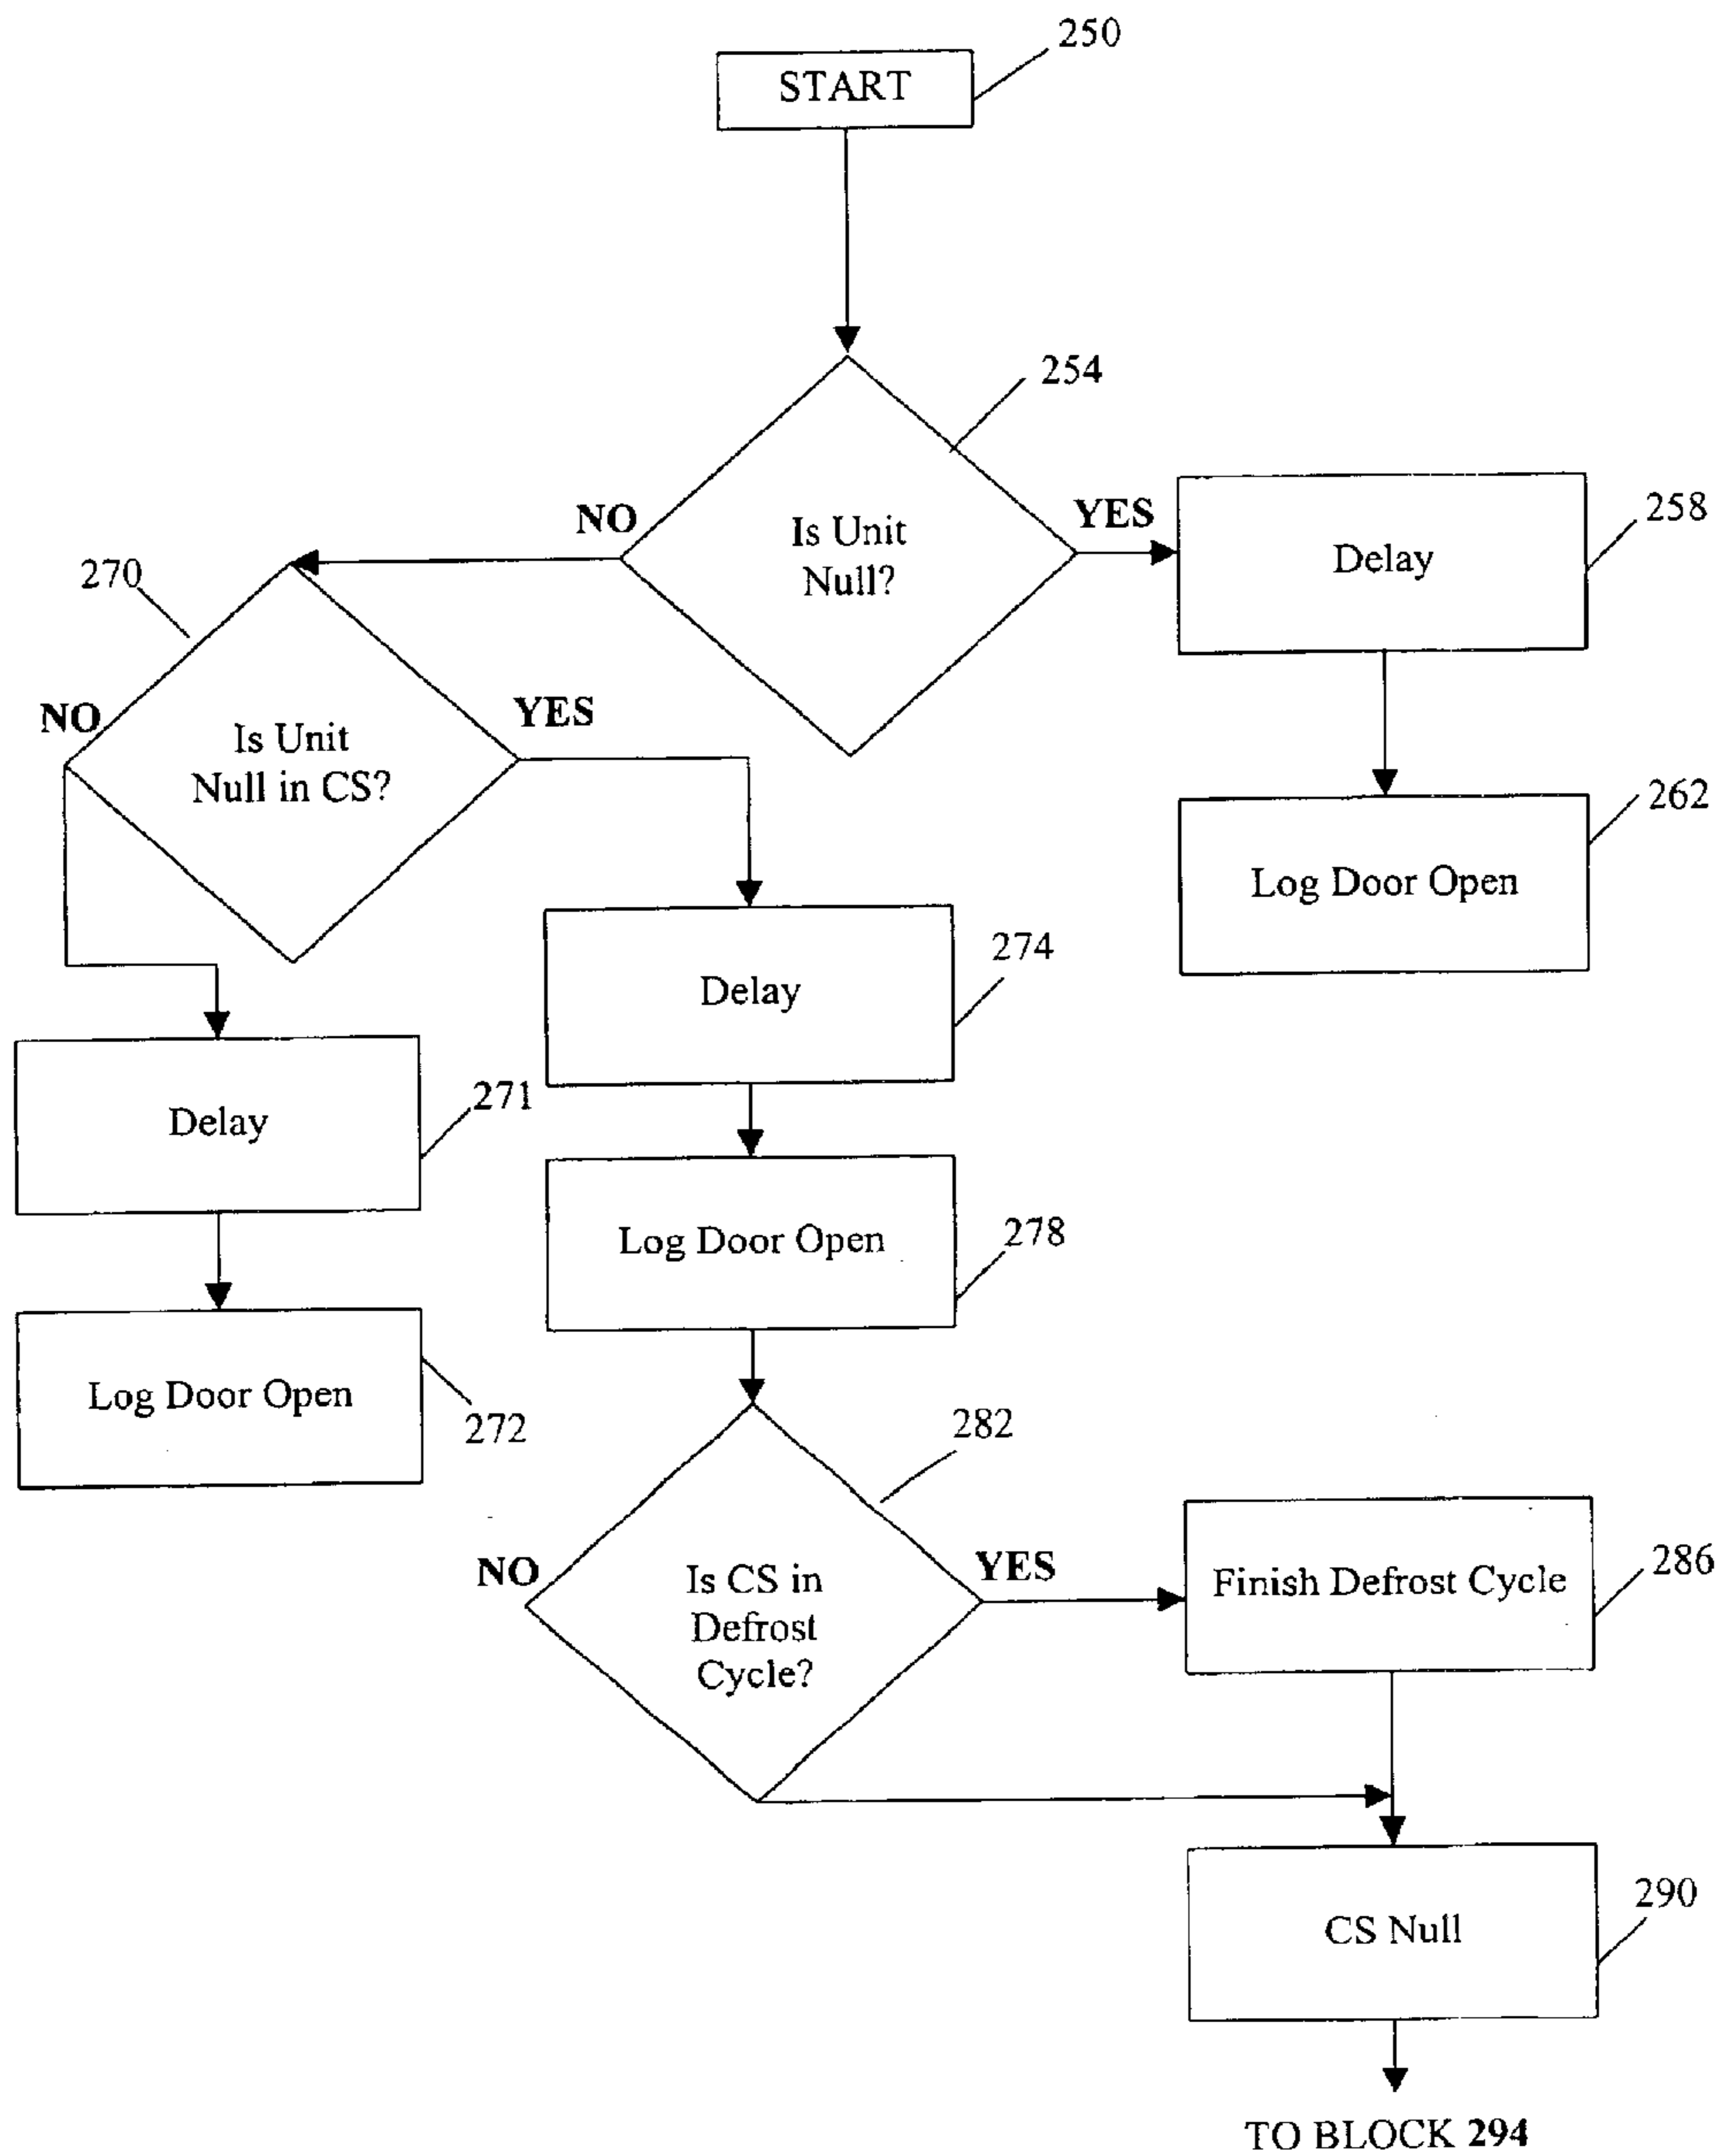 250
START
254
Is Unit
Null?
NO
YES
Delay
258
Log Door Open
262
270
Is Unit
Null in CS?
NO
YES
Delay
271
Log Door Open
272
Delay
274
Log Door Open
278
282
Is CS in
Defrost
Cycle?
NO
YES
Finish Defrost Cycle
286
CS Null
290
TO BLOCK 294